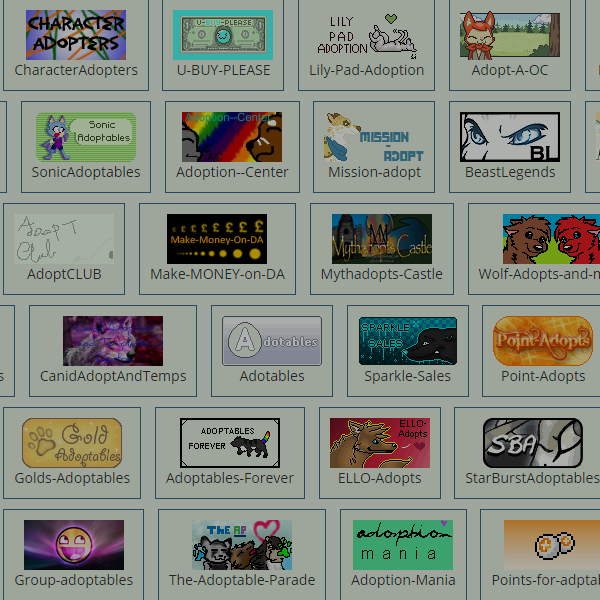 CHARACTER
ADOPTERS
CharacterAdopters
U-BUY-PLEASE
U-BUY-PLEASE
LILY
PAD
ADOPTION
Lily-Pad-Adoption
Adopt-A-OC
Sonic
Adoptables
SonicAdoptables
Adoption--Center
Adoption--Center
MISSION
-
ADOPT
Mission-adopt
BL
BeastLegends
AdopT
Club
AdoptCLUB
£ £ £ £ £ £ £
Make-Money-On-DA
Make-MONEY-on-DA
MythAdopts Castle
Mythadopts-Castle
Wolf-Adopts-and-m
s
CanidAdoptAndTemps
Adotables
Adotables
SPARKLE
SALES
Sparkle-Sales
Point-Adopts
Point-Adopts
Gold
Adoptables
Golds-Adoptables
ADOPTABLES
FOREVER
Adoptables-Forever
ELLO-
Adopts
ELLO-Adopts
SBA
StarBurstAdoptables
Group-adoptables
THE AP
The-Adoptable-Parade
adoption
mania
Adoption-Mania
Points-for-adptab